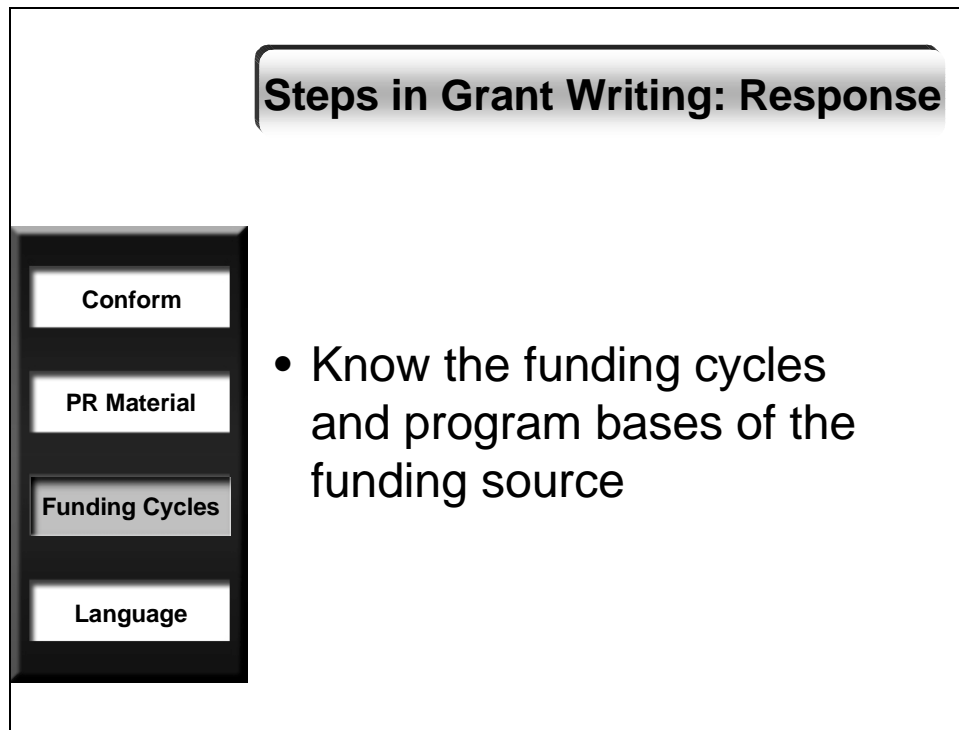 Steps in Grant Writing: Response
Conform
PR Material
Funding Cycles
Language
• Know the funding cycles
and program bases of the
funding source